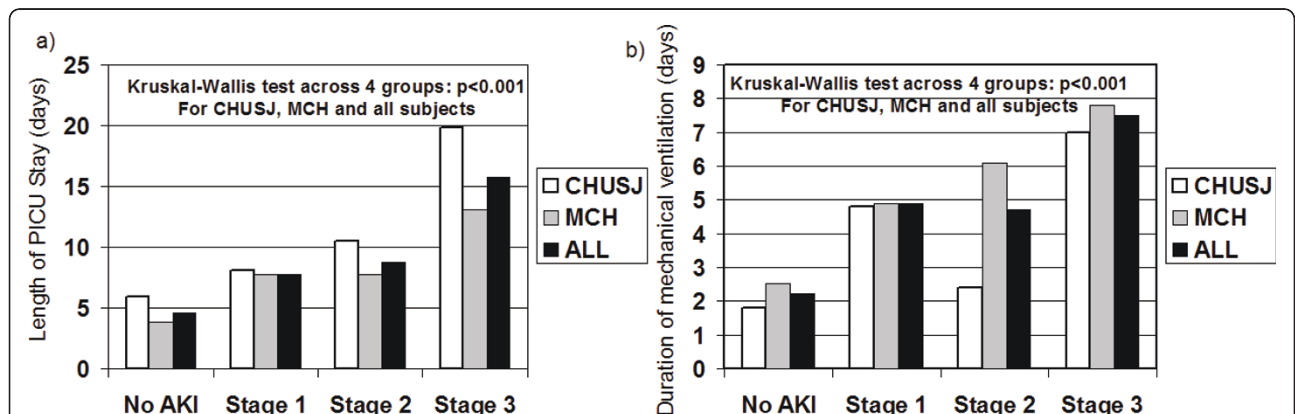 a)
Length of PICU Stay (days)
25
20
15
10
5
0
Kruskal-Wallis test across 4 groups: p<0.001
For CHUSJ, MCH and all subjects
No AKI Stage 1 Stage 2 Stage 3
CHUSJ
MCH
ALL
b)
Duration of mechanical ventilation (days)
9
8
7
6
5
4
3
2
1
0
Kruskal-Wallis test across 4 groups: p<0.001
For CHUSJ, MCH and all subjects
No AKI Stage 1 Stage 2 Stage 3
CHUSJ
MCH
ALL